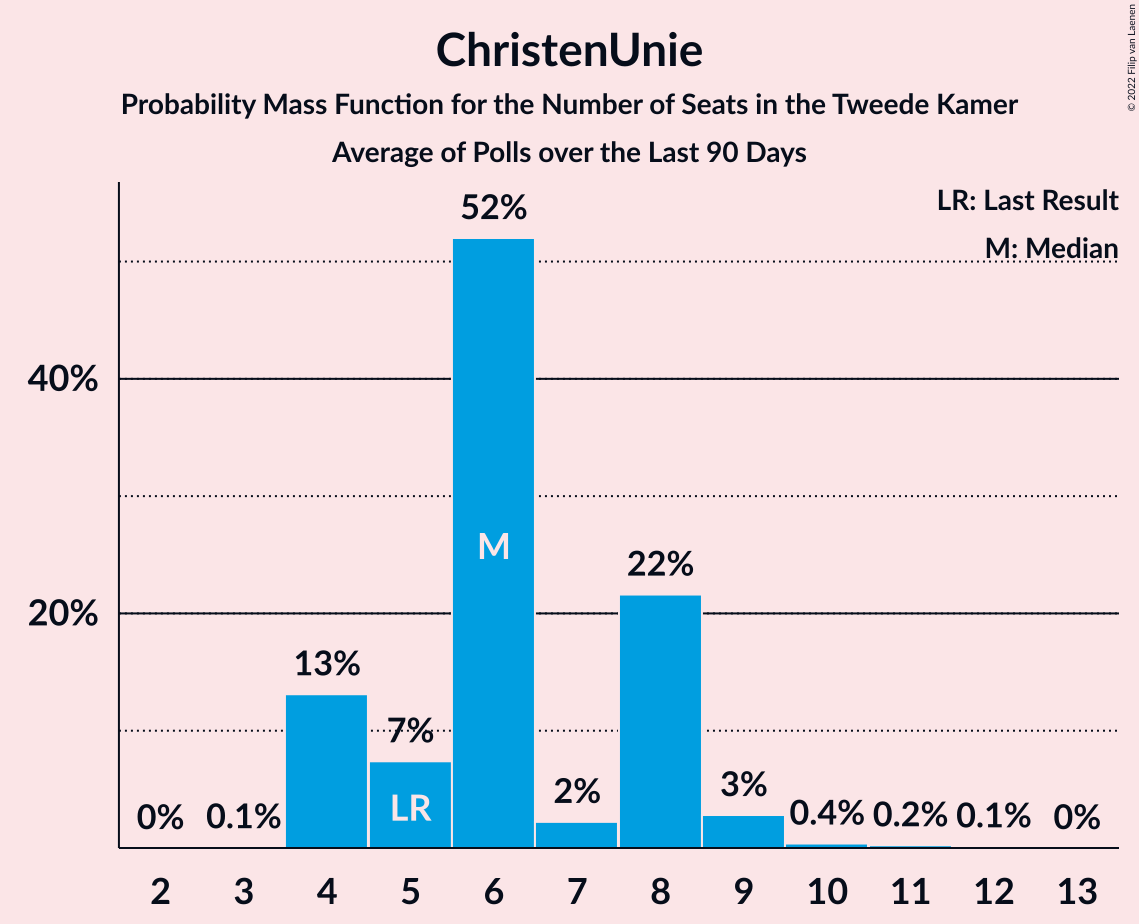 ChristenUnie
Probability Mass Function for the Number of Seats in the Tweede Kamer
Average of Polls over the Last 90 Days
© 2022 Filip van Laenen
LR: Last Result
M: Median
52%
40%
M
22%
20%
13%
7%
LR
0%
0.1%
2%
3%
0.4%
0.2%
0.1%
0%
2 3 4 5 6 7 8 9 10 11 12 13